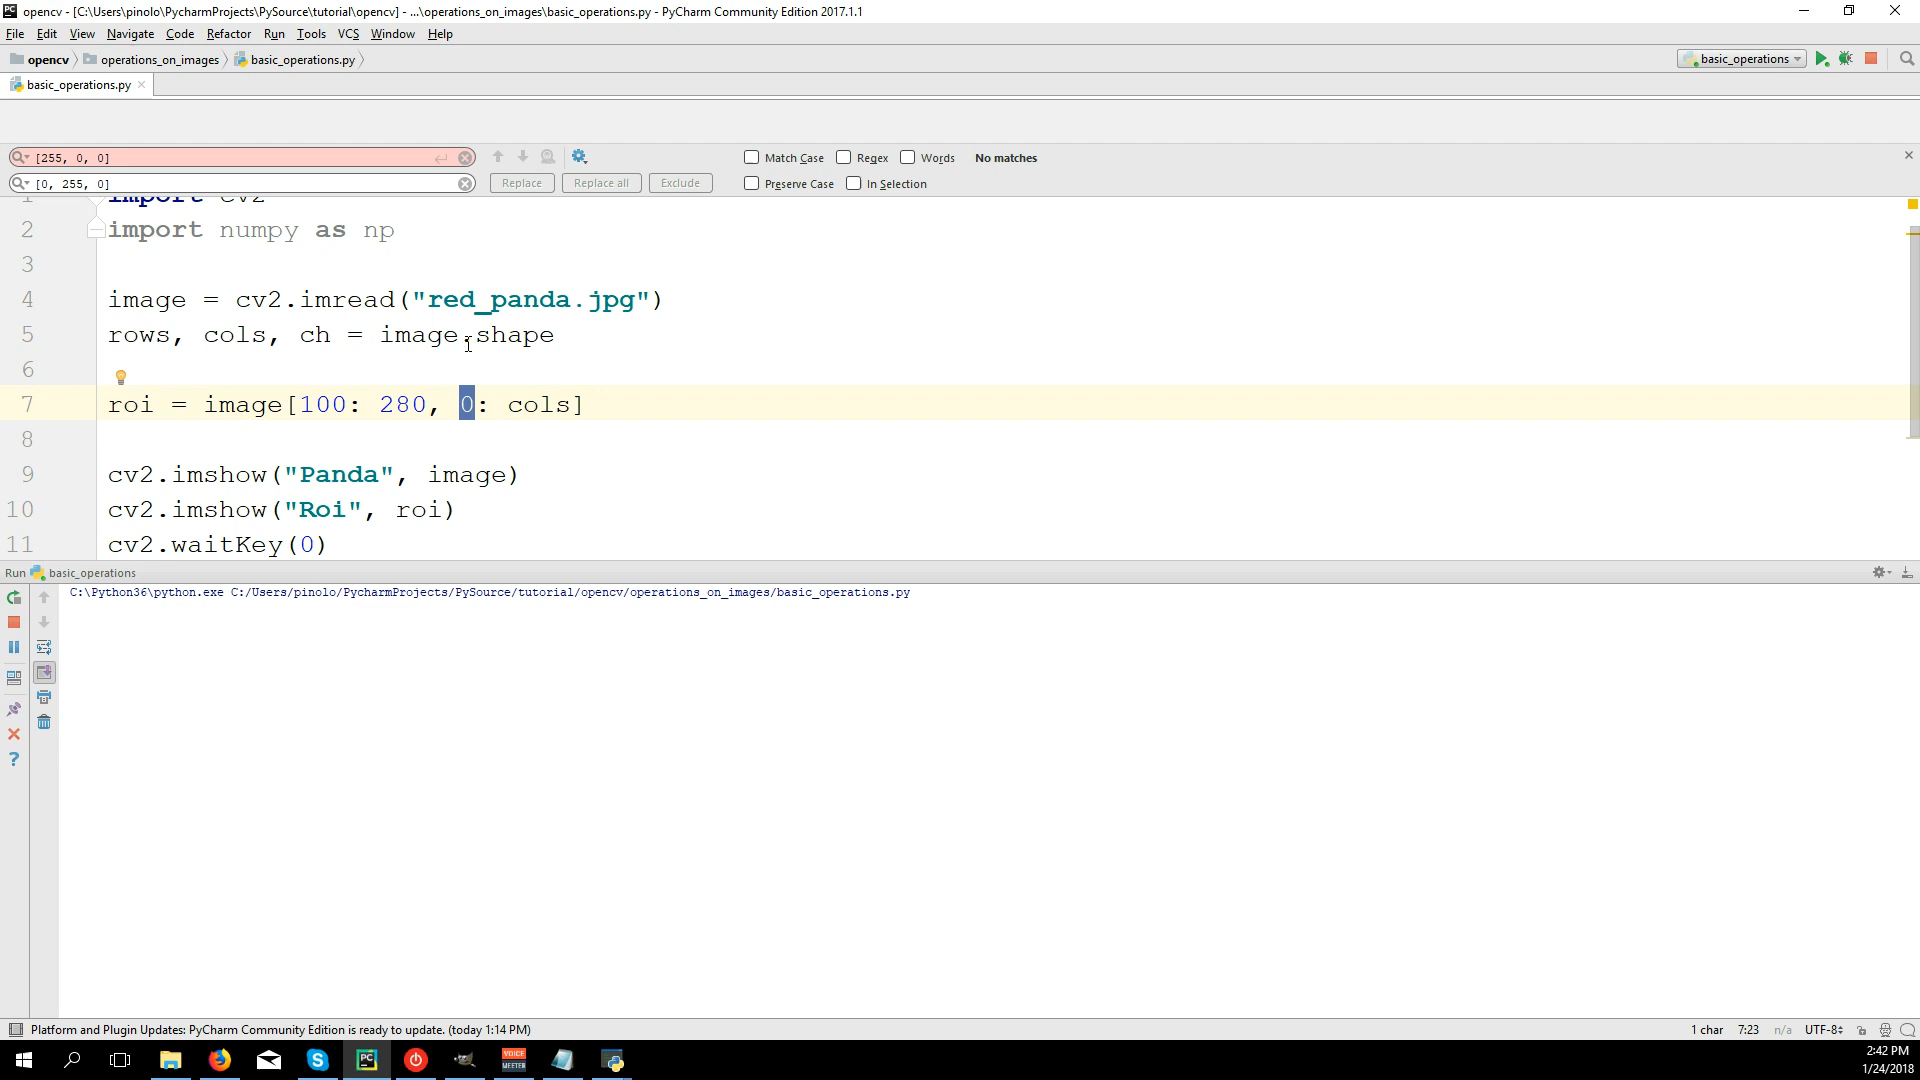 PC opencv - [C:\Users\pinolo\PycharmProjects\PySource\tutorial\opencv] - ...\operations_on_images\basic_operations.py - PyCharm Community Edition 2017.1.1
File Edit View Navigate Code Refactor Run Tools VCS Window Help
opencv operations_on_images basic_operations.py basic_operations
basic_operations.py
[255, 0, 0] Match Case Regex Words No matches
[0, 255, 0] Replace Replace all Exclude Preserve Case In Selection
1 import cv2
2 import numpy as np
3
4 image = cv2.imread("red_panda.jpg")
5 rows, cols, ch = image.shape
6
7 roi = image[100: 280, 0: cols]
8
9 cv2.imshow("Panda", image)
10 cv2.imshow("Roi", roi)
11 cv2.waitKey(0)
Run basic_operations
C:\Python36\python.exe C:/Users/pinolo/PycharmProjects/PySource/tutorial/opencv/operations_on_images/basic_operations.py
?
Platform and Plugin Updates: PyCharm Community Edition is ready to update. (today 1:14 PM) 1 char 7:23 n/a UTF-8
PC VOICE MEETER
2:42 PM
1/24/2018